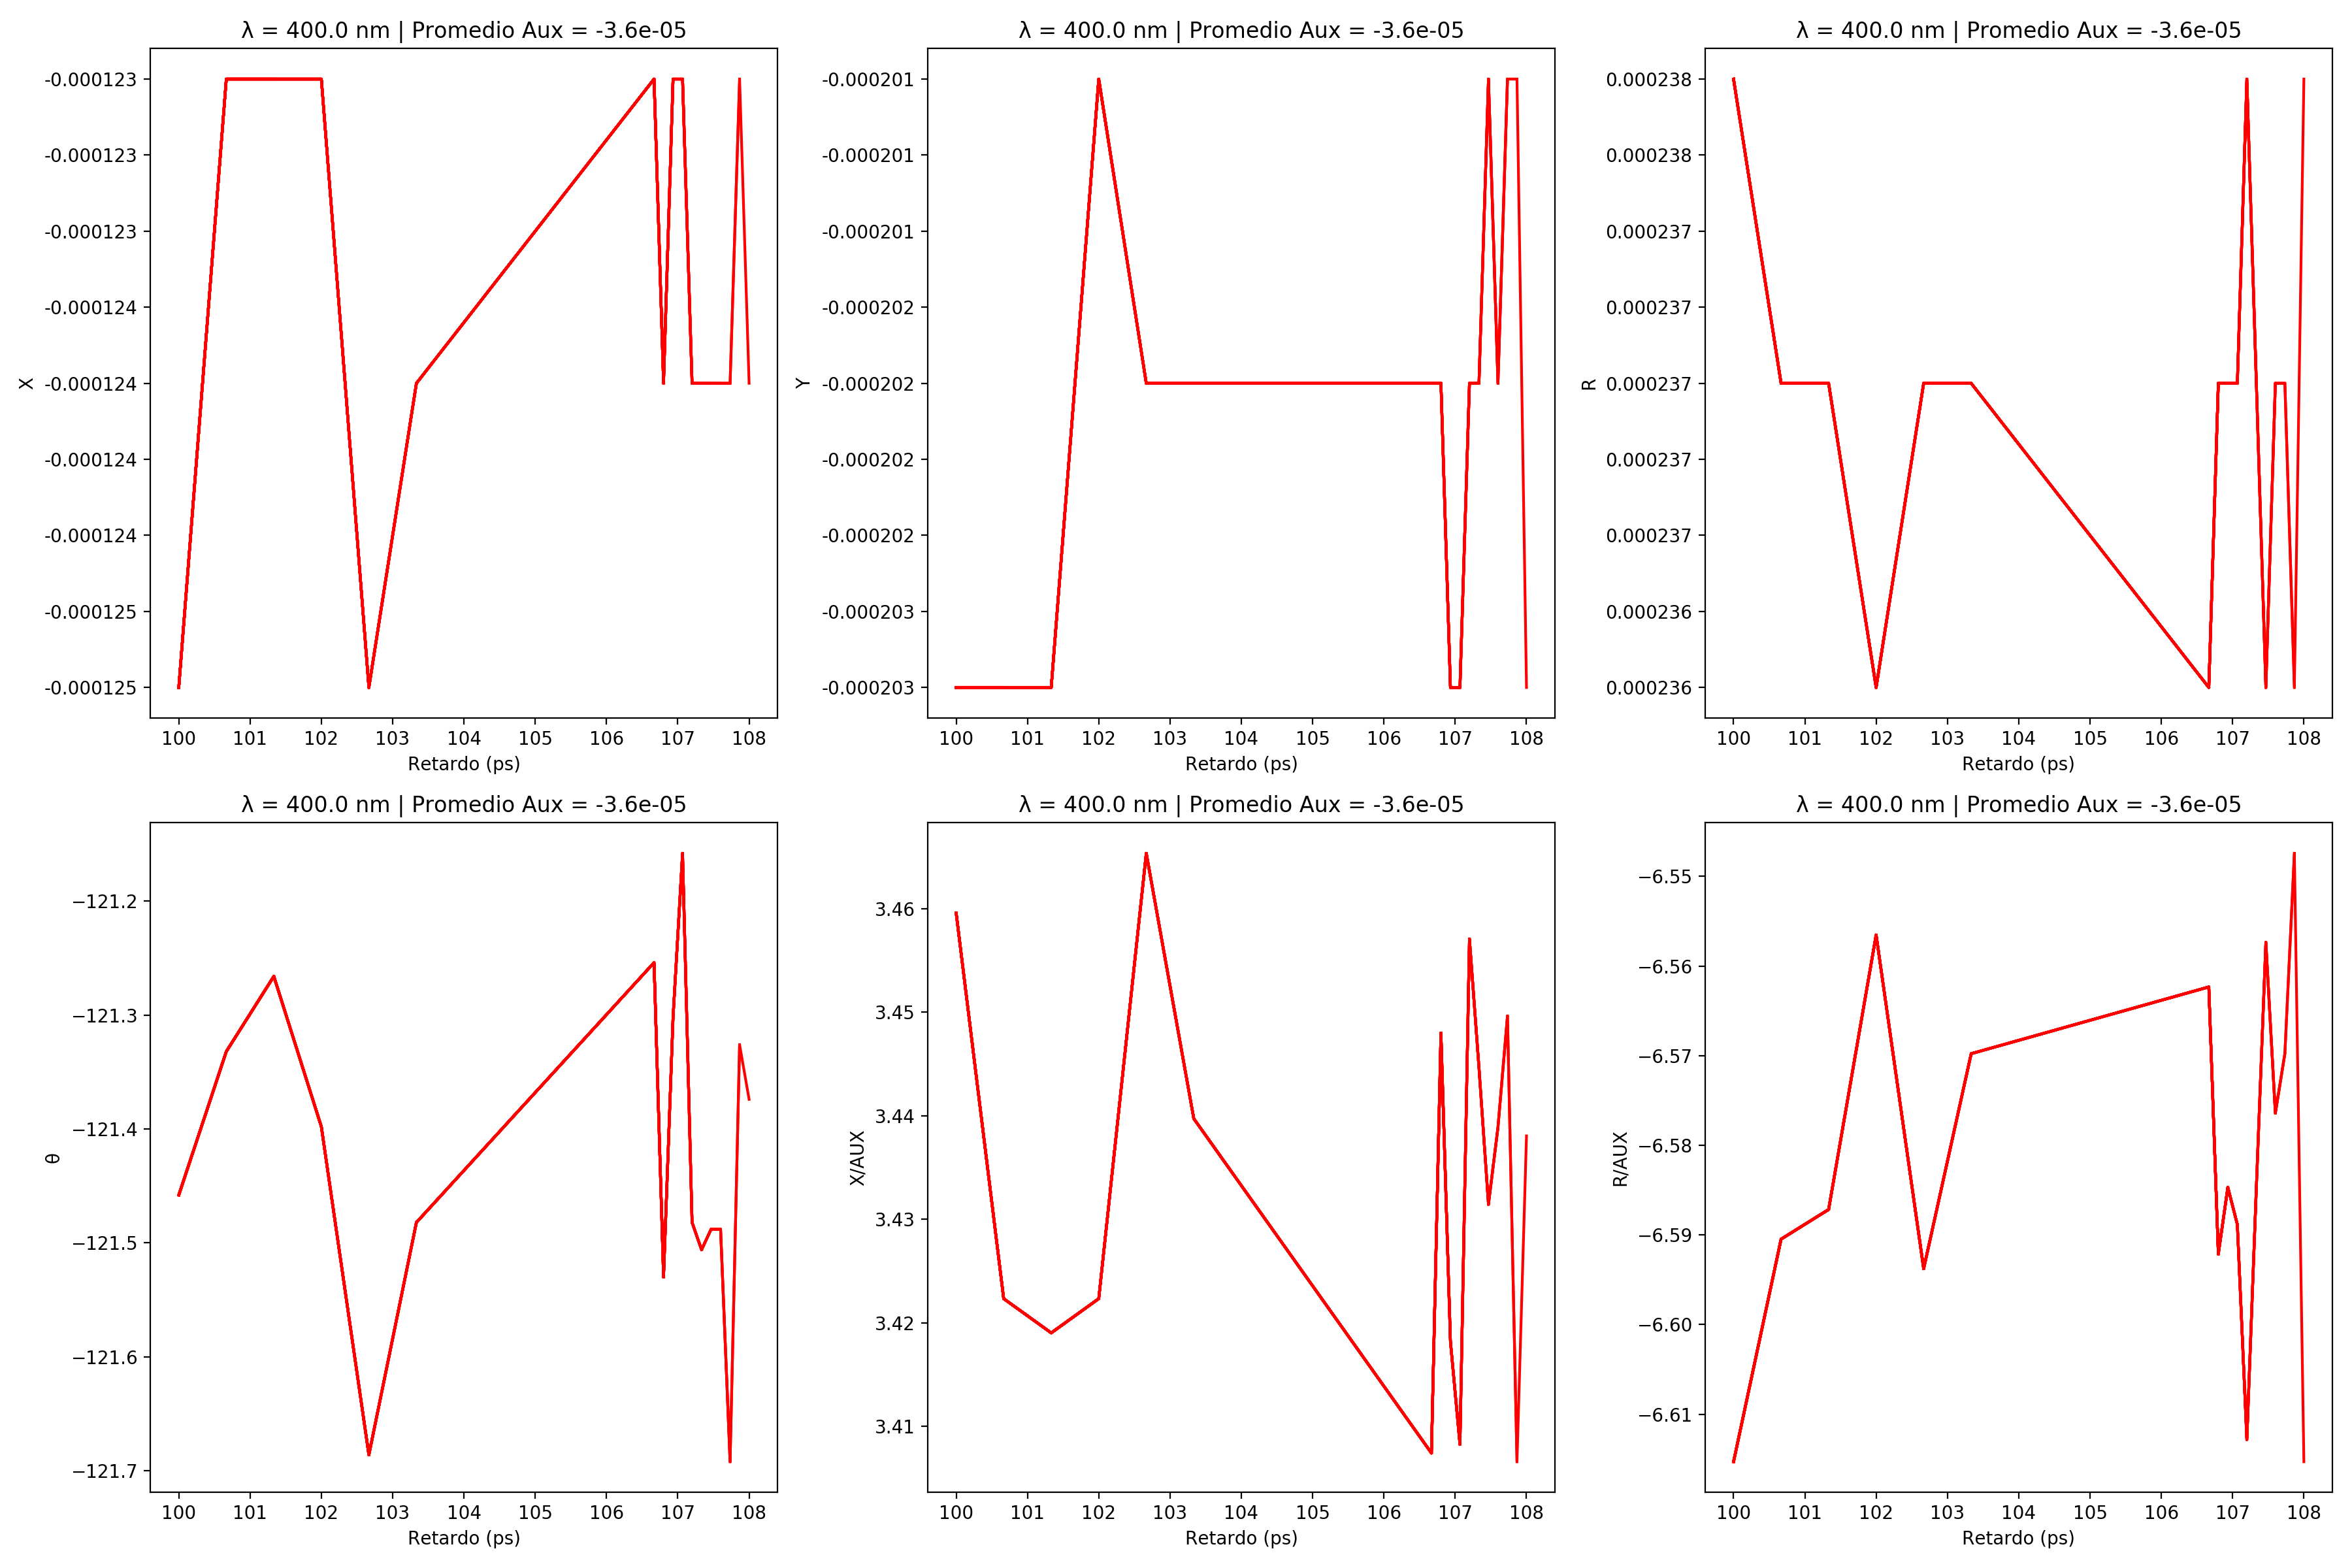 λ = 400.0 nm | Promedio Aux = -3.6e-05
-0.000123
-0.000123
-0.000123
-0.000124
-0.000124
-0.000124
-0.000124
-0.000125
-0.000125
X
100 101 102 103 104 105 106 107 108
Retardo (ps)
λ = 400.0 nm | Promedio Aux = -3.6e-05
-0.000201
-0.000201
-0.000201
-0.000202
-0.000202
-0.000202
-0.000202
-0.000203
-0.000203
Y
100 101 102 103 104 105 106 107 108
Retardo (ps)
λ = 400.0 nm | Promedio Aux = -3.6e-05
0.000238
0.000238
0.000237
0.000237
0.000237
0.000237
0.000237
0.000236
0.000236
R
100 101 102 103 104 105 106 107 108
Retardo (ps)
λ = 400.0 nm | Promedio Aux = -3.6e-05
−121.2
−121.3
−121.4
−121.5
−121.6
−121.7
θ
100 101 102 103 104 105 106 107 108
Retardo (ps)
λ = 400.0 nm | Promedio Aux = -3.6e-05
3.46
3.45
3.44
3.43
3.42
3.41
X/AUX
100 101 102 103 104 105 106 107 108
Retardo (ps)
λ = 400.0 nm | Promedio Aux = -3.6e-05
−6.55
−6.56
−6.57
−6.58
−6.59
−6.60
−6.61
R/AUX
100 101 102 103 104 105 106 107 108
Retardo (ps)